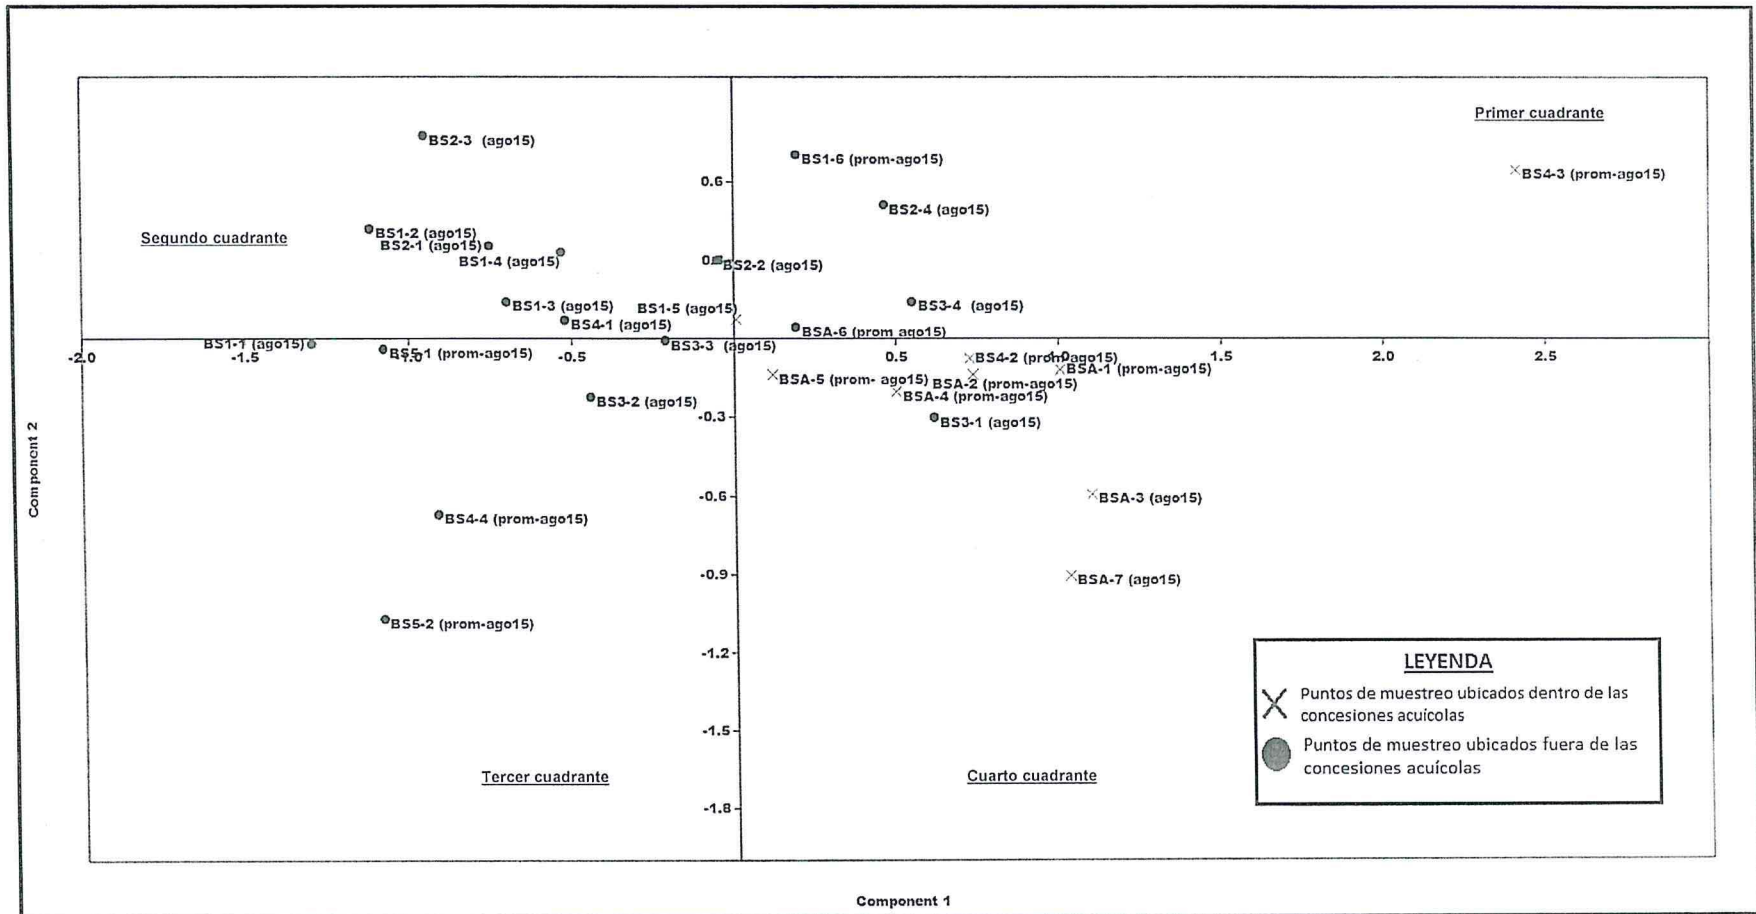 Primer cuadrante
BS2-3 (ago15)
BS1-6 (prom-ago15)
BS4-3 (prom-ago15)
0.6
BS2-4 (ago15)
Segundo cuadrante
BS1-2 (ago15)
BS2-1 (ago15)
BS1-4 (ago15)
BS2-2 (ago15)
BS1-3 (ago15)
BS1-5 (ago15)
BS3-4 (ago15)
BS4-1 (ago15)
BSA-6 (prom ago15)
BS1-1 (ago15)
BS5-1 (prom-ago15)
BS3-3 (ago15)
BS4-2 (prom-ago15)
-2.0
-1.5
-1.0
-0.5
0.5
1.0
1.5
2.0
2.5
BSA-1 (prom-ago15)
BSA-5 (prom- ago15)
BSA-2 (prom-ago15)
BSA-4 (prom-ago15)
BS3-2 (ago15)
-0.3
BS3-1 (ago15)
Component 2
-0.6
BSA-3 (ago15)
BS4-4 (prom-ago15)
-0.9
BSA-7 (ago15)
BS5-2 (prom-ago15)
-1.2
-1.5
Tercer cuadrante
Cuarto cuadrante
-1.8
LEYENDA
Puntos de muestreo ubicados dentro de las
concesiones acuícolas
Puntos de muestreo ubicados fuera de las
concesiones acuícolas
Component 1